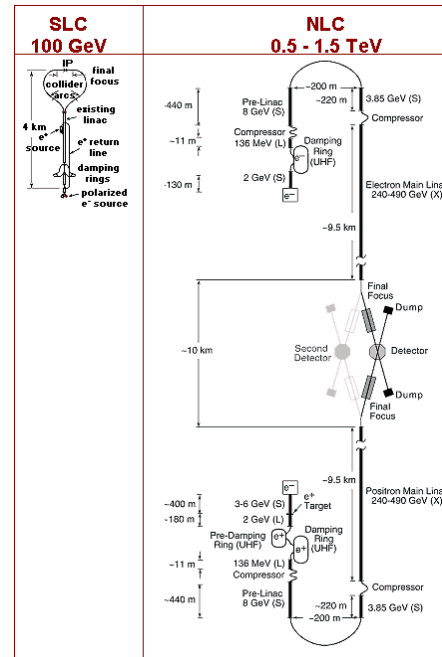 SLC
100 GeV
IP
final
focus
collider
arcs
existing
linac
4 km
e⁺
source
e⁺ return
line
damping
rings
polarized
e⁻ source
NLC
0.5 - 1.5 TeV
~200 m
~220 m
3.85 GeV (S)
Compressor
~440 m
Pre-Linac
8 GeV (S)
Compressor
~11 m
136 MeV (L)
Damping
Ring
(UHF)
e⁻
-130 m
2 GeV (S)
e⁻
Electron Main Lina
240-490 GeV (X)
~9.5 km
Final
Focus
Dump
~10 km
Second
Detector
Detector
Dump
Final
Focus
~9.5 km
Positron Main Lina
240-490 GeV (X)
e⁻
e⁺
Target
~400 m
3-6 GeV (S)
~180 m
2 GeV (L)
Pre-Damping
Ring (UHF)
e⁺
Damping
Ring
(UHF)
e⁺
~11 m
136 MeV (L)
Compressor
Compressor
~440 m
Pre-Linac
8 GeV (S)
~220 m
~200 m
3.85 GeV (S)